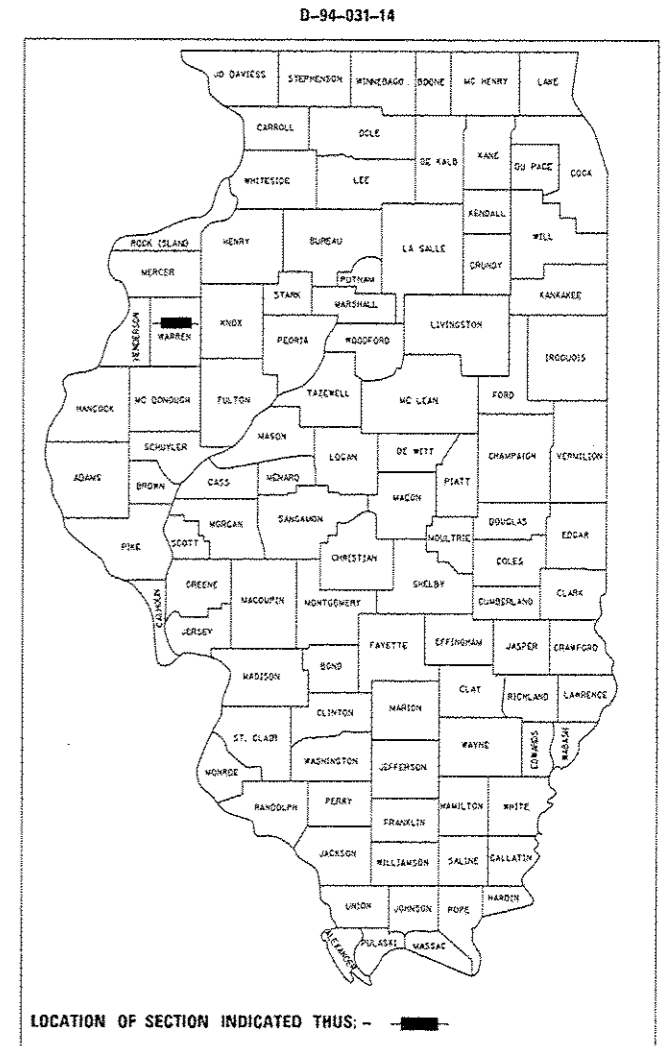 D-94-031-14
JO DAVIESS STEPHENSON WINNEBAGO BOONE MC HENRY LAKE
CARROLL OGLE DE KALB KANE DU PAGE COOK
WHITESIDE LEE KENDALL WILL
ROCK ISLAND HENRY BUREAU LA SALLE GRUNDY
MERCER PUTNAM KANKAKEE
STARK MARSHALL
HENDERSON WARREN KNOX PEORIA WOODFORD LIVINGSTON IROQUOIS
HANCOCK MC DONOUGH FULTON TAZEWELL MC LEAN FORD
SCHUYLER MASON LOGAN DE WITT CHAMPAIGN VERMILION
ADAMS BROWN CASS MENARD MACON PIATT
PIKE SCOTT MORGAN SANGAMON CHRISTIAN MOULTRIE DOUGLAS EDGAR
COLES
CALHOUN GREENE MACOUPIN MONTGOMERY SHELBY CUMBERLAND CLARK
JERSEY FAYETTE EFFINGHAM JASPER CRAWFORD
MADISON BOND CLAY RICHLAND LAWRENCE
CLINTON MARION
ST. CLAIR WASHINGTON JEFFERSON WAYNE EDWARDS WABASH
MONROE
RANDOLPH PERRY FRANKLIN HAMILTON WHITE
JACKSON WILLIAMSON SALINE GALLATIN
UNION JOHNSON POPE HARDIN
ALEXANDER PULASKI MASSAC
LOCATION OF SECTION INDICATED THUS: -